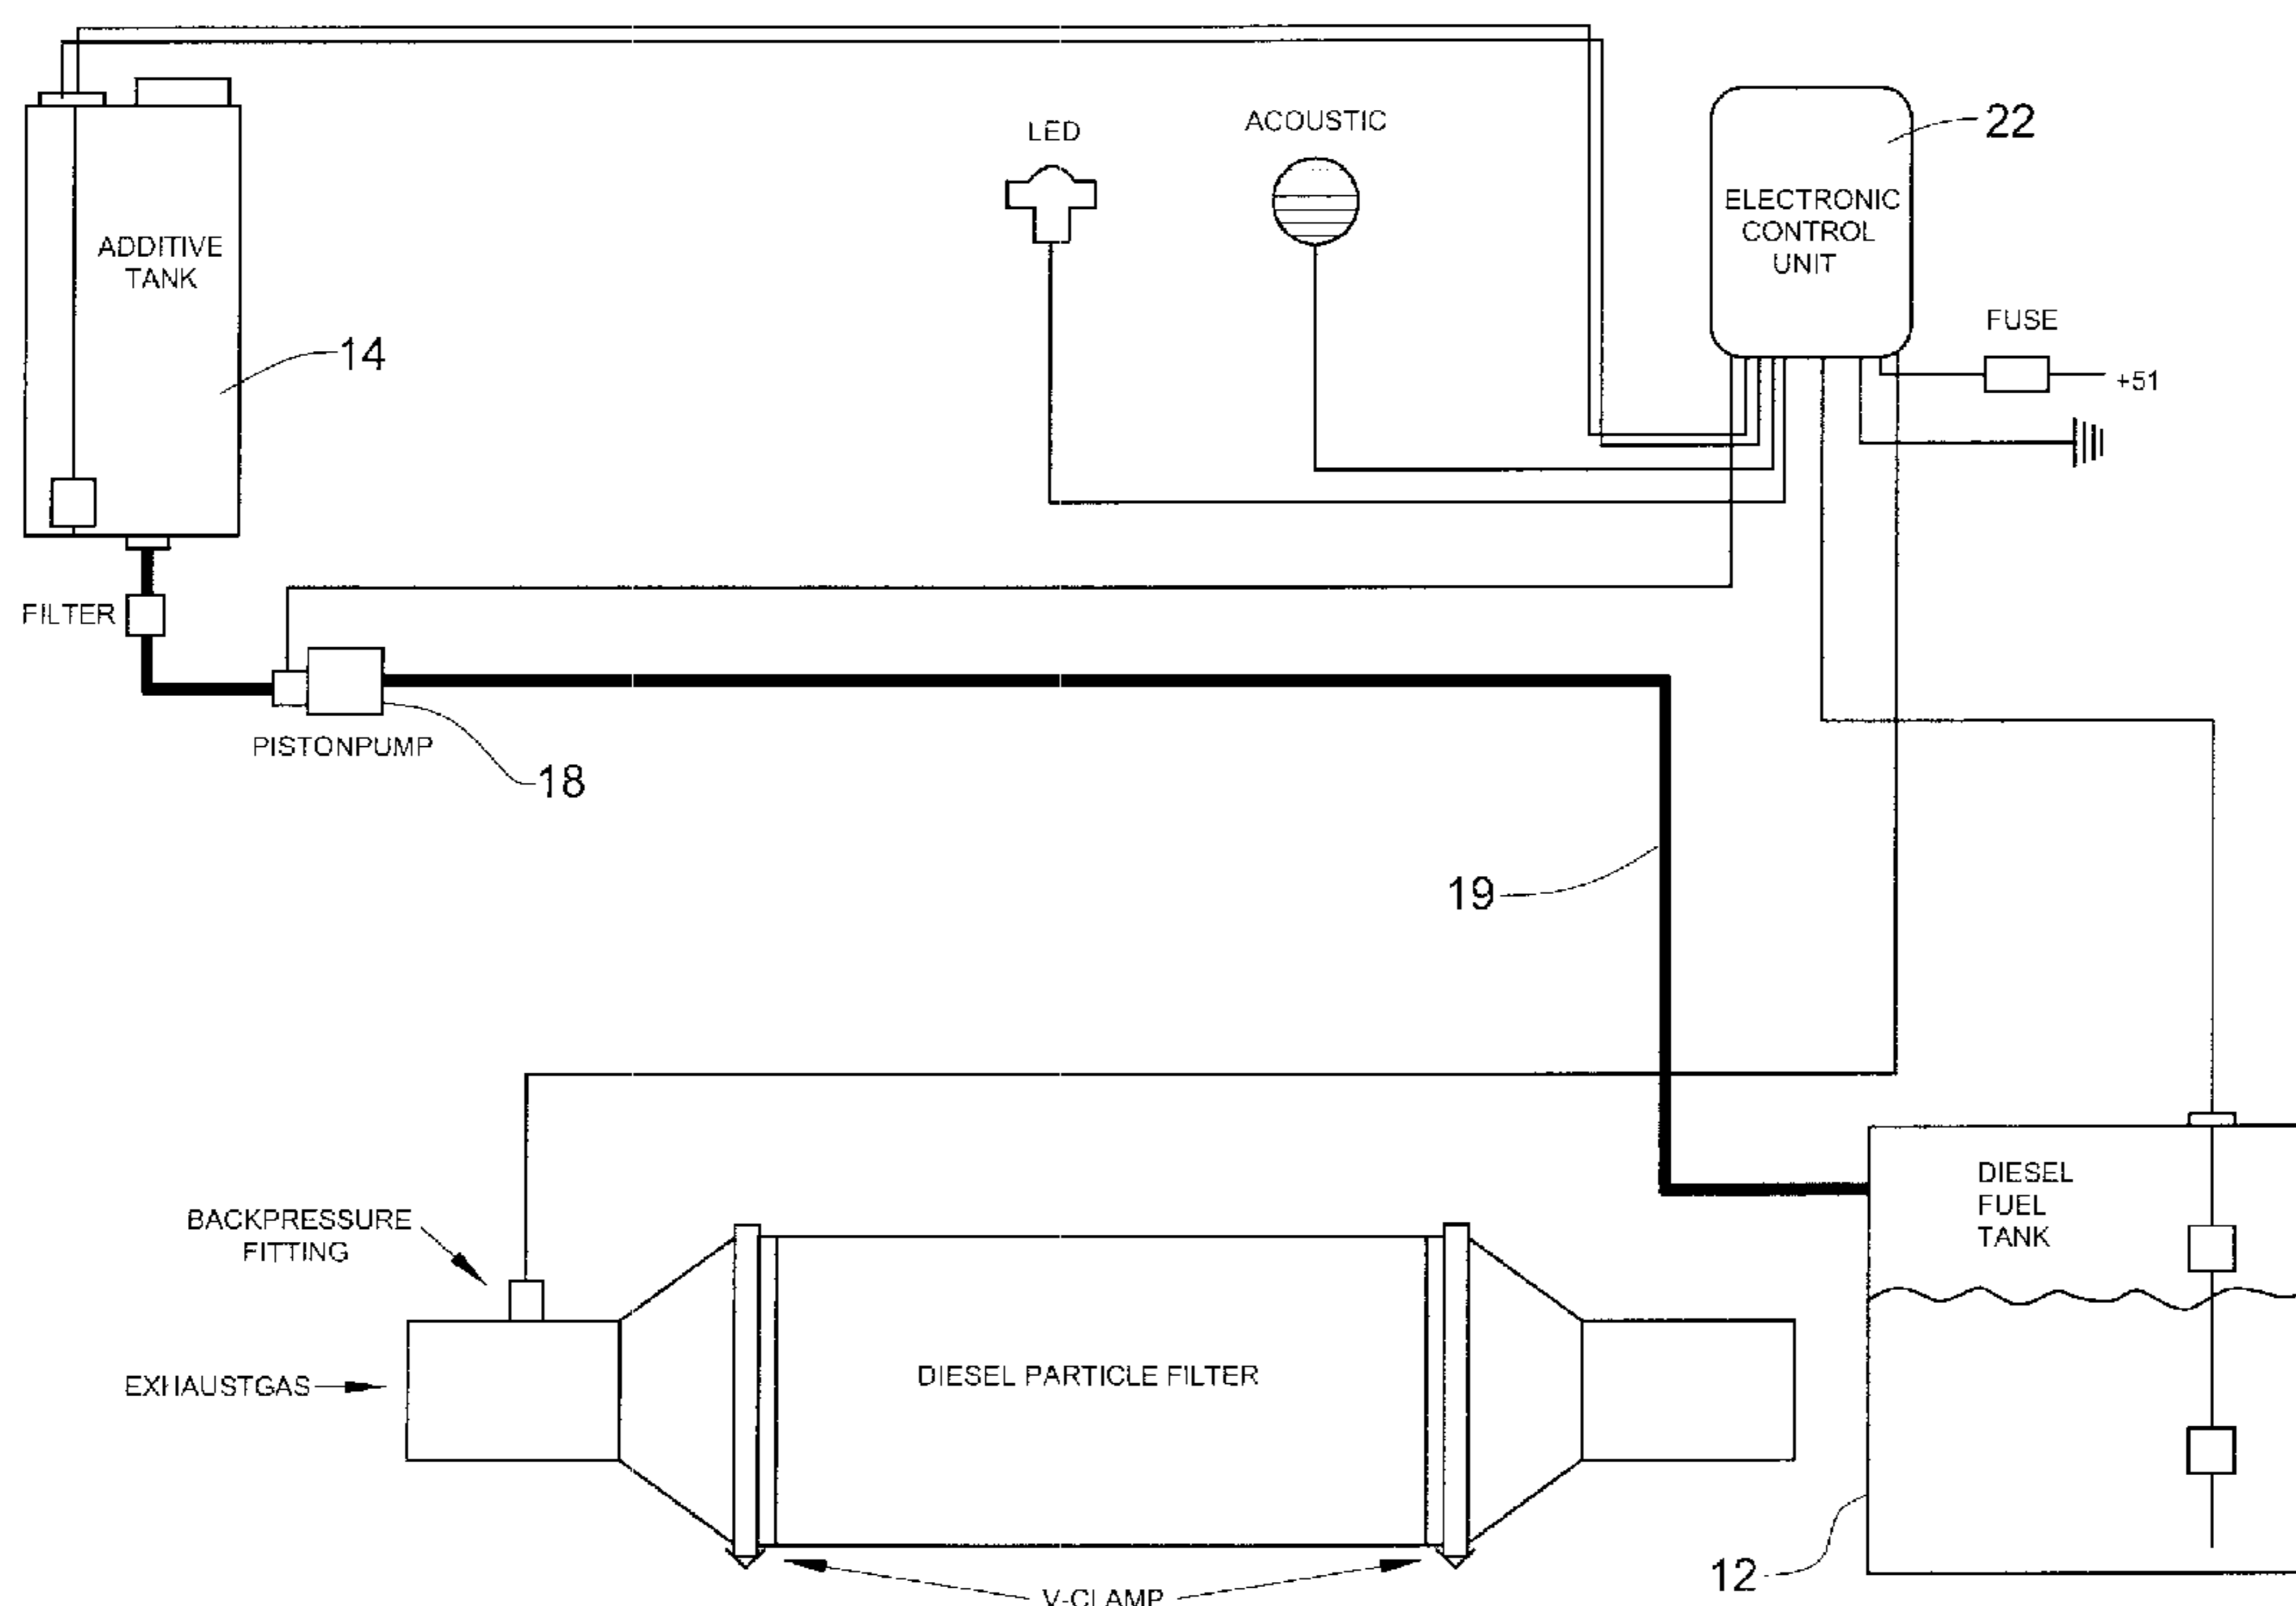 LED
ACOUSTIC
22
ELECTRONIC
CONTROL
UNIT
ADDITIVE
TANK
14
FUSE
+51
FILTER
PISTONPUMP
18
19
DIESEL
FUEL
TANK
BACKPRESSURE
FITTING
EXHAUSTGAS
DIESEL PARTICLE FILTER
12
V-CLAMP